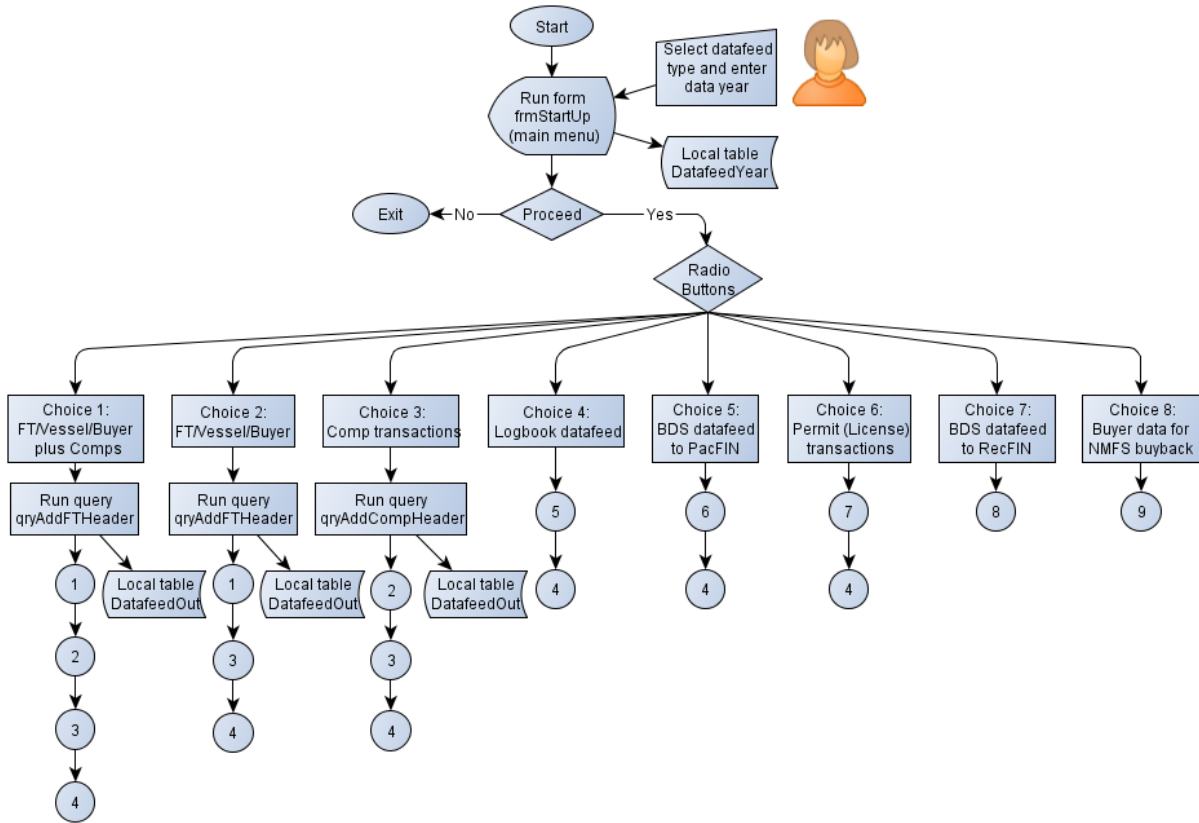 Start
Select datafeed
type and enter
data year
Run form
frmStartUp
(main menu)
Local table
DatafeedYear
Exit
No
Proceed
Yes
Radio
Buttons
Choice 1:
FT/Vessel/Buyer
plus Comps
Choice 2:
FT/Vessel/Buyer
Choice 3:
Comp transactions
Choice 4:
Logbook datafeed
Choice 5:
BDS datafeed
to PacFIN
Choice 6:
Permit (License)
transactions
Choice 7:
BDS datafeed
to RecFIN
Choice 8:
Buyer data for
NMFS buyback
Run query
qryAddFTHeader
Run query
qryAddFTHeader
Run query
qryAddCompHeader
5
6
7
8
9
1
Local table
DatafeedOut
1
Local table
DatafeedOut
2
Local table
DatafeedOut
4
4
4
2
3
3
3
4
4
4